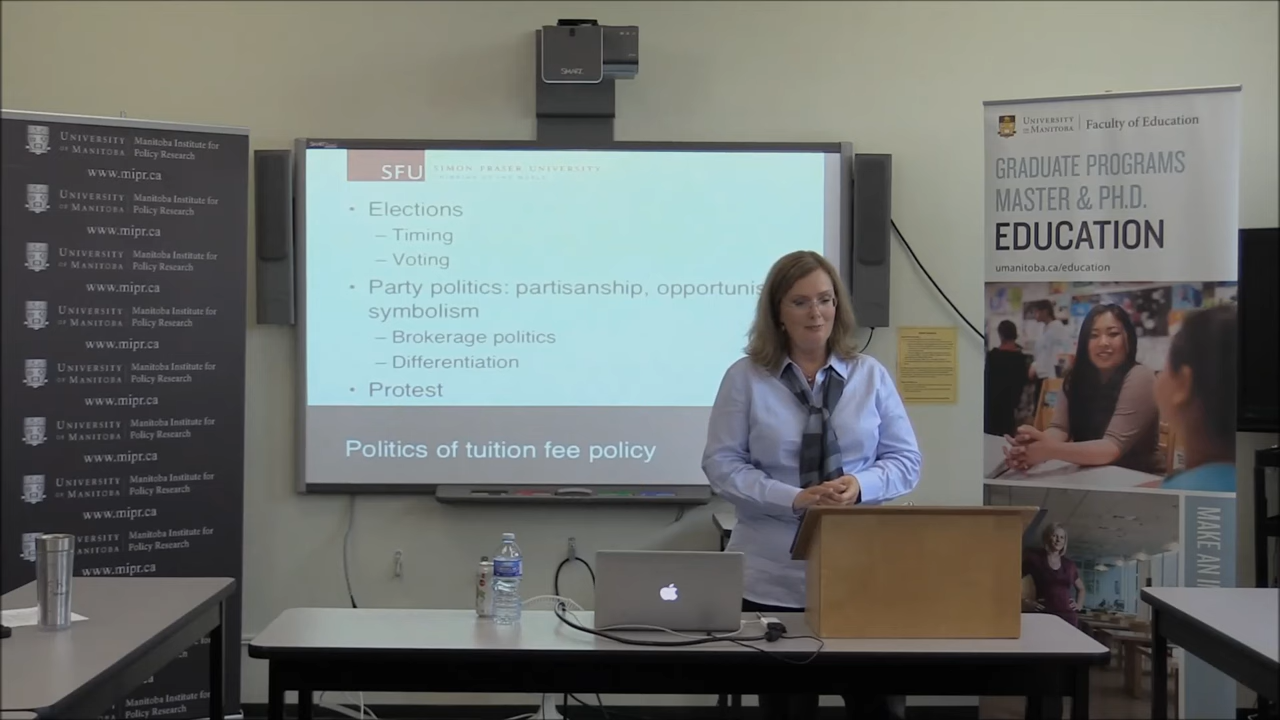 UNIVERSITY OF MANITOBA
Manitoba Institute for
Policy Research
www.mipr.ca
UNIVERSITY OF MANITOBA
Manitoba Institute for
Policy Research
www.mipr.ca
UNIVERSITY OF MANITOBA
Manitoba Institute for
Policy Research
www.mipr.ca
UNIVERSITY OF MANITOBA
Manitoba Institute for
Policy Research
www.mipr.ca
UNIVERSITY OF MANITOBA
Manitoba Institute for
Policy Research
www.mipr.ca
UNIVERSITY OF MANITOBA
Manitoba Institute for
Policy Research
www.mipr.ca
UNIVERSITY OF MANITOBA
Manitoba Institute for
Policy Research
www.mipr.ca
Manitoba Institute for
Policy Research
www.mipr.ca
Manitoba Institute for
Policy Research
SMART
SFU SIMON FRASER UNIVERSITY
• Elections
– Timing
– Voting
• Party politics: partisanship, opportunis
symbolism
– Brokerage politics
– Differentiation
• Protest
Politics of tuition fee policy
UNIVERSITY
OF MANITOBA
Faculty of Education
GRADUATE PROGRAMS
MASTER & PH.D.
EDUCATION
umanitoba.ca/education
MAKE AN I